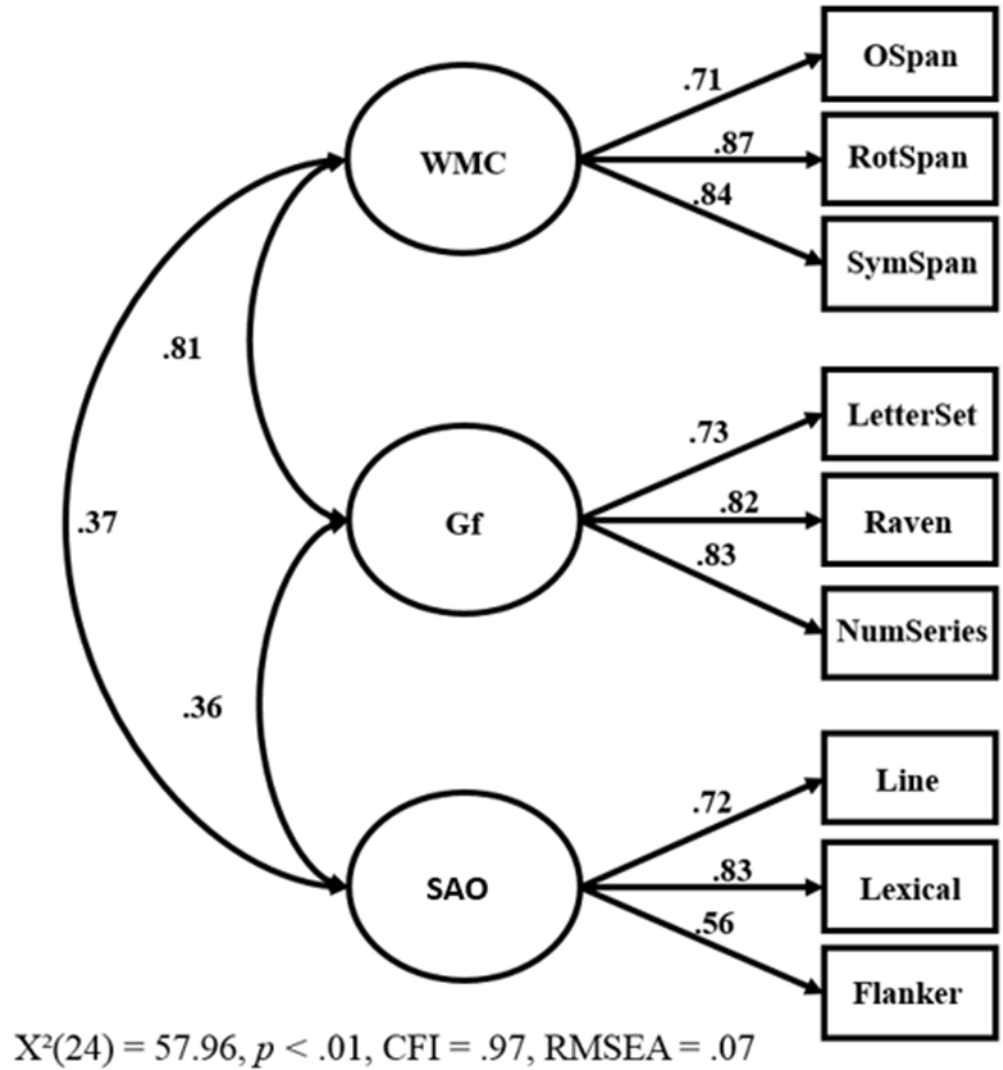 OSpan
.71
WMC
.87
RotSpan
.84
SymSpan
.81
LetterSet
.73
.37
Gf
.82
Raven
.83
NumSeries
.36
Line
.72
SAO
.83
Lexical
.56
Flanker
X²(24) = 57.96, p < .01, CFI = .97, RMSEA = .07